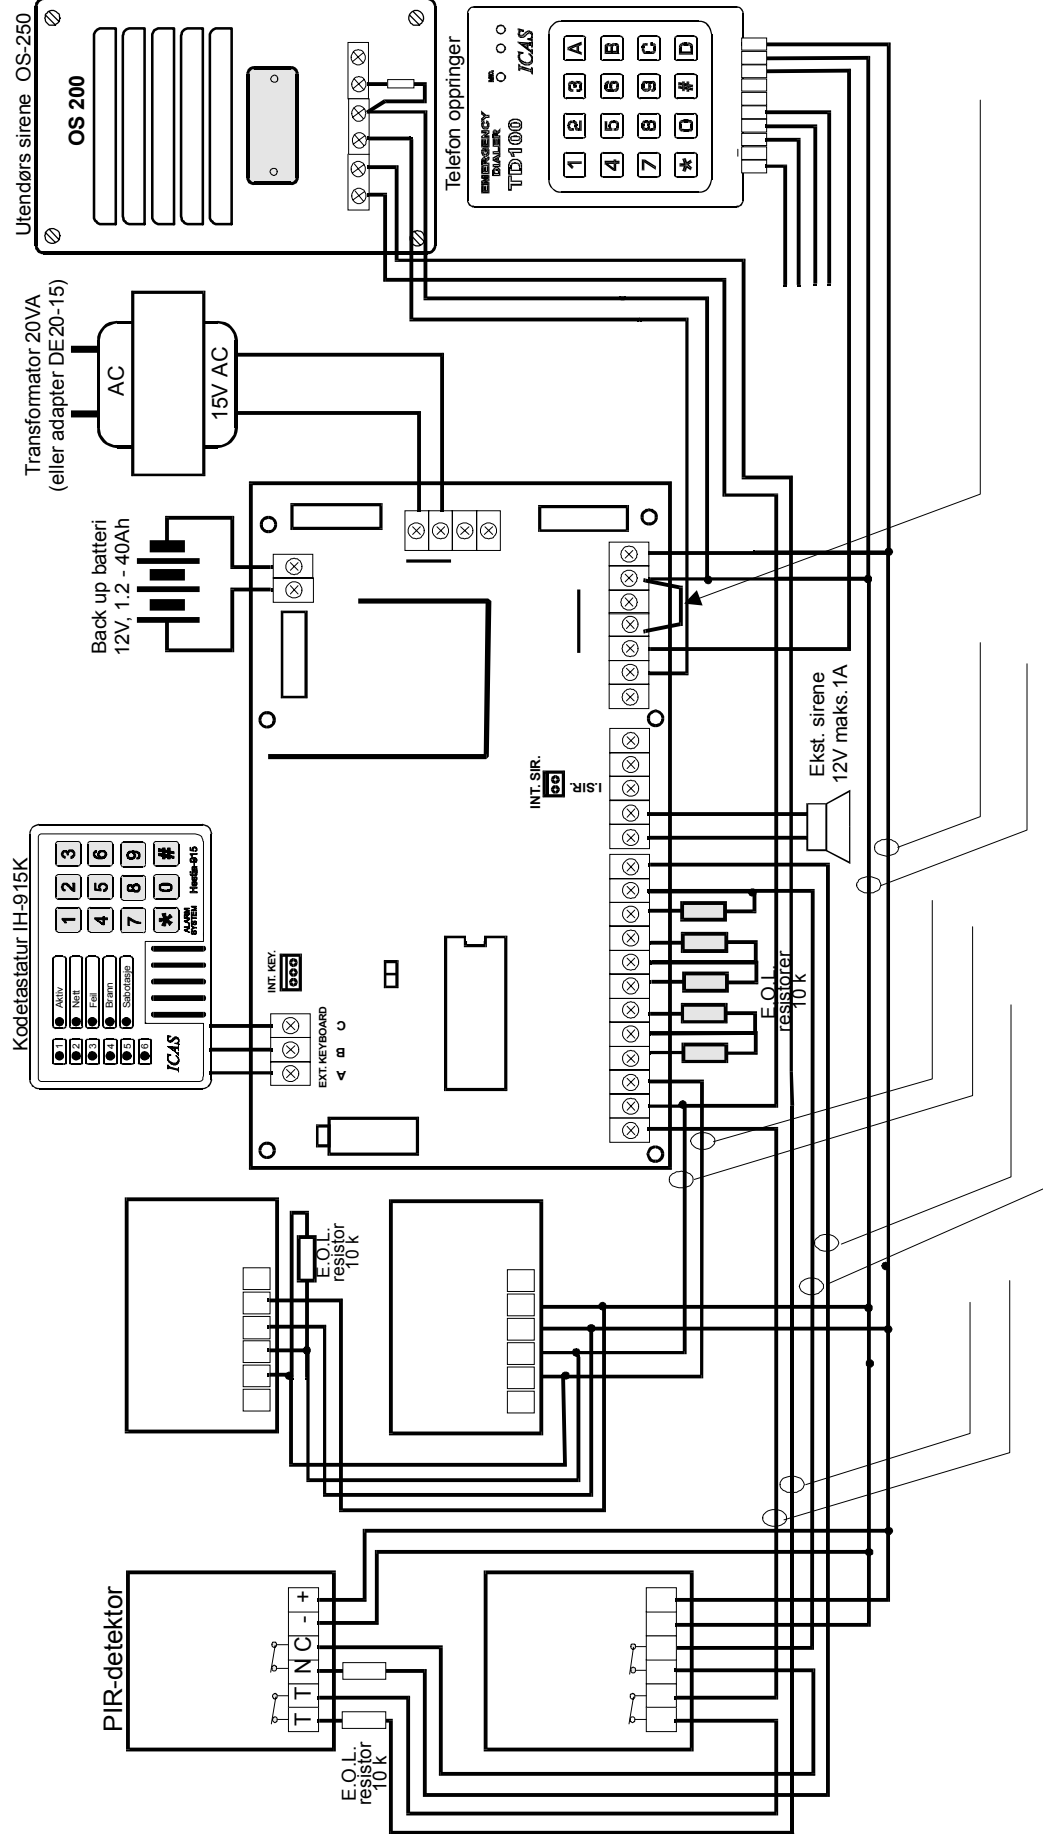 Utendørs sirene OS-250
OS 200
Telefon oppringer
EMERGENCY
DIALER
TD100
ICAS
1 2 3 A
4 5 6 B
7 8 9 C
* 0 # D
Transformator 20VA
(eller adapter DE20-15)
AC
15V AC
Back up batteri
12V, 1.2 - 40Ah
Kodetastatur IH-915K
1 2 3
4 5 6
7 8 9
* 0 #
ALARM
SYSTEM
Hestia-915
Aktiv
Nett
Feil
Brann
Sabotasje
1
2
3
4
5
6
ICAS
INT. KEY.
EXT. KEYBOARD
A B C
INT. SIR.
I.SIR.
Ekst. sirene
12V maks.1A
E.O.L.
resistorer
10 k
E.O.L.
resistor
10 k
PIR-detektor
T T N C - +
E.O.L.
resistor
10 k